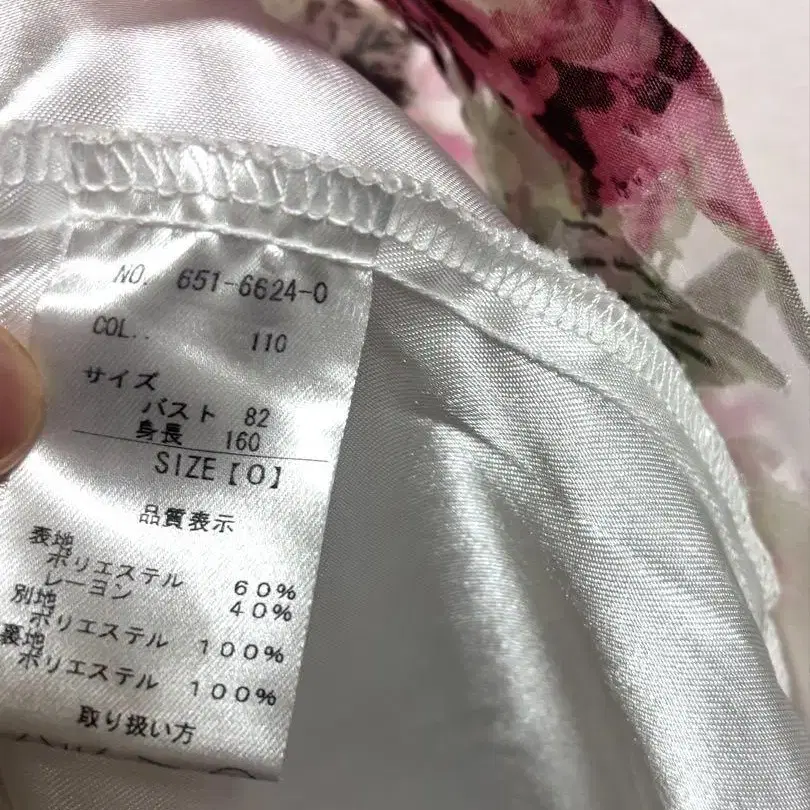 NO. 651-6624-0
COL.. 110
サイズ
バスト 82
身長 160
SIZE【0】
品質表示
表地
ポリエステル 60%
レーヨン 40%
別地
ポリエステル 100%
裏地
ポリエステル 100%
取り扱い方